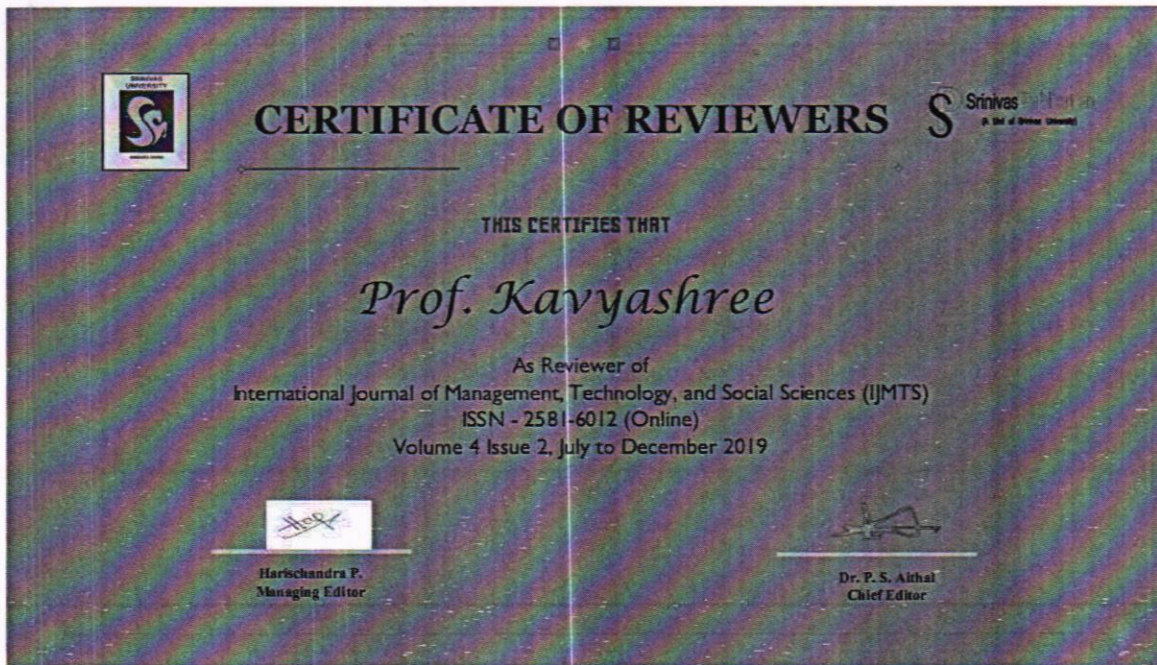 SRINIVAS
UNIVERSITY
CERTIFICATE OF REVIEWERS
Srinivas
THIS CERTIFIES THAT
Prof. Kavyashree
As Reviewer of
International Journal of Management, Technology, and Social Sciences (IJMTS)
ISSN - 2581-6012 (Online)
Volume 4 Issue 2, July to December 2019
Harischandra P.
Managing Editor
Dr. P. S. Aithal
Chief Editor